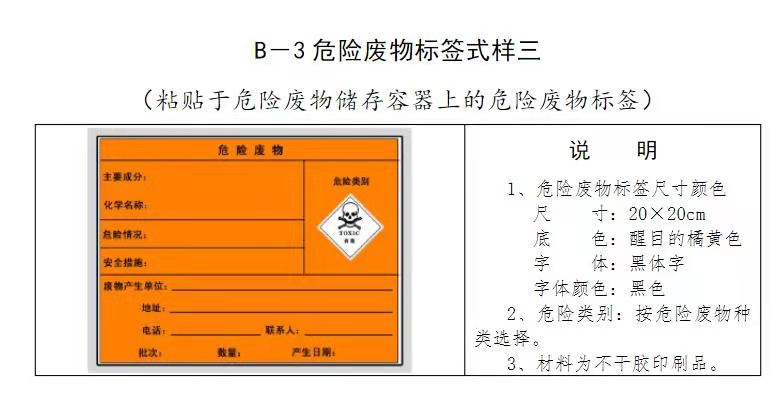 B－3危险废物标签式样三
（粘贴于危险废物储存容器上的危险废物标签）
危险废物
主要成分：
化学名称：
危险情况：
安全措施：
危险类别
TOXIC
有毒
废物产生单位：
地址：
电话： 联系人：
批次： 数量： 产生日期：
说 明
1、危险废物标签尺寸颜色
尺 寸：20×20cm
底 色：醒目的橘黄色
字 体：黑体字
字体颜色：黑色
2、危险类别：按危险废物种
类选择。
3、材料为不干胶印刷品。